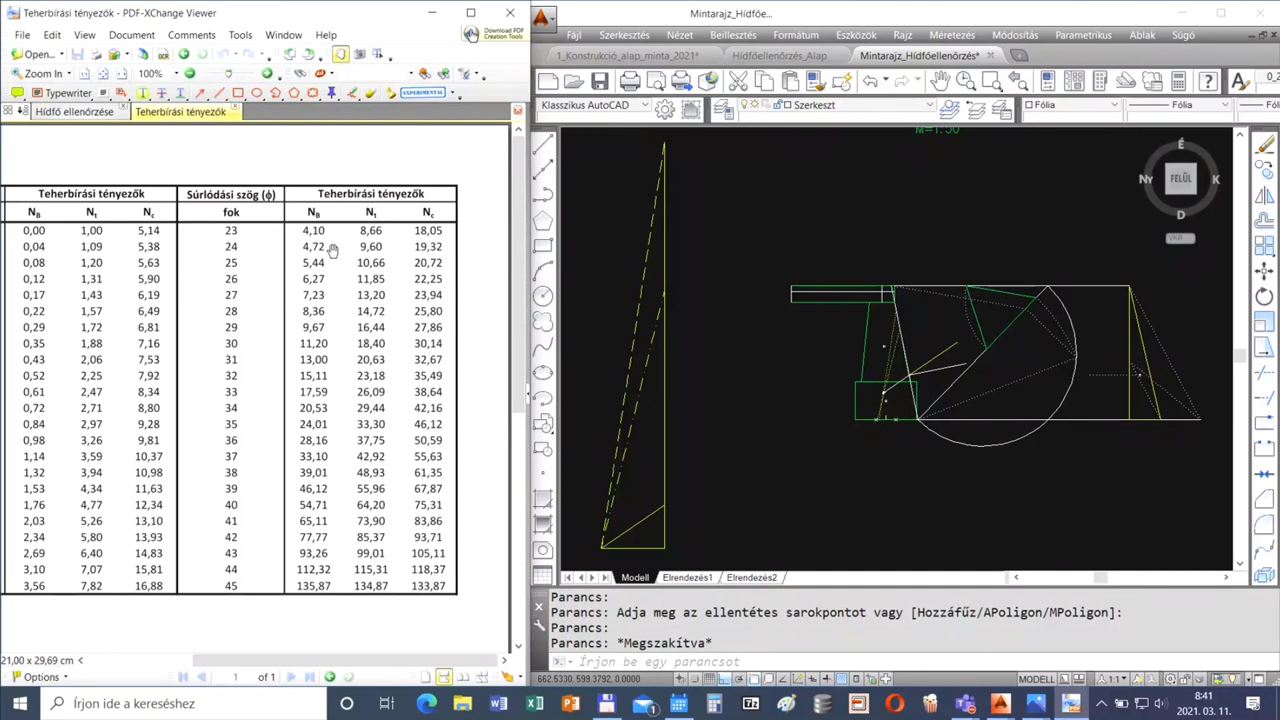 Teherbírási tényezők - PDF-XChange Viewer
File Edit View Document Comments Tools Window Help
Download PDF
Creation Tools
Open...
Zoom In 100%
Typewriter EXPERIMENTAL
Hídfő ellenőrzése Teherbírási tényezők
Teherbírási tényezők Súrlódási szög (ϕ) Teherbírási tényezők
NB Nt Nc fok NB Nt Nc
0,00 1,00 5,14 23 4,10 8,66 18,05
0,04 1,09 5,38 24 4,72 9,60 19,32
0,08 1,20 5,63 25 5,44 10,66 20,72
0,12 1,31 5,90 26 6,27 11,85 22,25
0,17 1,43 6,19 27 7,23 13,20 23,94
0,22 1,57 6,49 28 8,36 14,72 25,80
0,29 1,72 6,81 29 9,67 16,44 27,86
0,35 1,88 7,16 30 11,20 18,40 30,14
0,43 2,06 7,53 31 13,00 20,63 32,67
0,52 2,25 7,92 32 15,11 23,18 35,49
0,61 2,47 8,34 33 17,59 26,09 38,64
0,72 2,71 8,80 34 20,53 29,44 42,16
0,84 2,97 9,28 35 24,01 33,30 46,12
0,98 3,26 9,81 36 28,16 37,75 50,59
1,14 3,59 10,37 37 33,10 42,92 55,63
1,32 3,94 10,98 38 39,01 48,93 61,35
1,53 4,34 11,63 39 46,12 55,96 67,87
1,76 4,77 12,34 40 54,71 64,20 75,31
2,03 5,26 13,10 41 65,11 73,90 83,86
2,34 5,80 13,93 42 77,77 85,37 93,71
2,69 6,40 14,83 43 93,26 99,01 105,11
3,10 7,07 15,81 44 112,32 115,31 118,37
3,56 7,82 16,88 45 135,87 134,87 133,87
21,00 x 29,69 cm
Options 1 of 1
Mintarajz_Hídfőe...
Fájl Szerkesztés Nézet Beillesztés Formátum Eszközök Rajz Méretezés Módosítás Parametrikus Ablak Súgó
1_Konstrukció_alap_minta_2021* Hídfőellenőrzés_Alap Mintarajz_Hídfőellenőrzés*
Klasszikus AutoCAD Szerkeszt Fólia Fólia
M=1:50
É
NY FELÜL K
D
VKR
Modell Elrendezés1 Elrendezés2
Parancs:
Parancs: Adja meg az ellentétes sarokpontot vagy [Hozzáfűz/APoligon/MPoligon]:
Parancs:
Parancs: *Megszakítva*
Írjon be egy parancsot
662.5330, 599.3792, 0.0000 MODELL 1:1
Írjon ide a kereséshez
8:41
2021. 03. 11.